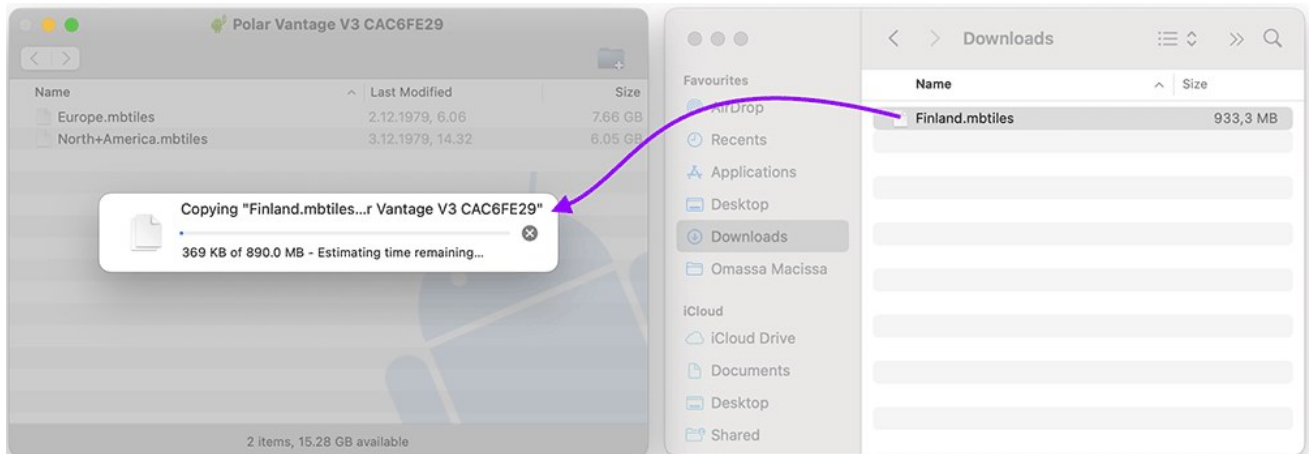 Polar Vantage V3 CAC6FE29
Name Last Modified Size
Europe.mbtiles 2.12.1979, 6.06 7.66 GB
North+America.mbtiles 3.12.1979, 14.32 6.05 GB
Copying "Finland.mbtiles...r Vantage V3 CAC6FE29"
369 KB of 890.0 MB - Estimating time remaining...
2 items, 15.28 GB available
Downloads
Favourites
AirDrop
Recents
Applications
Desktop
Downloads
Omassa Macissa
iCloud
iCloud Drive
Documents
Desktop
Shared
Name Size
Finland.mbtiles 933,3 MB